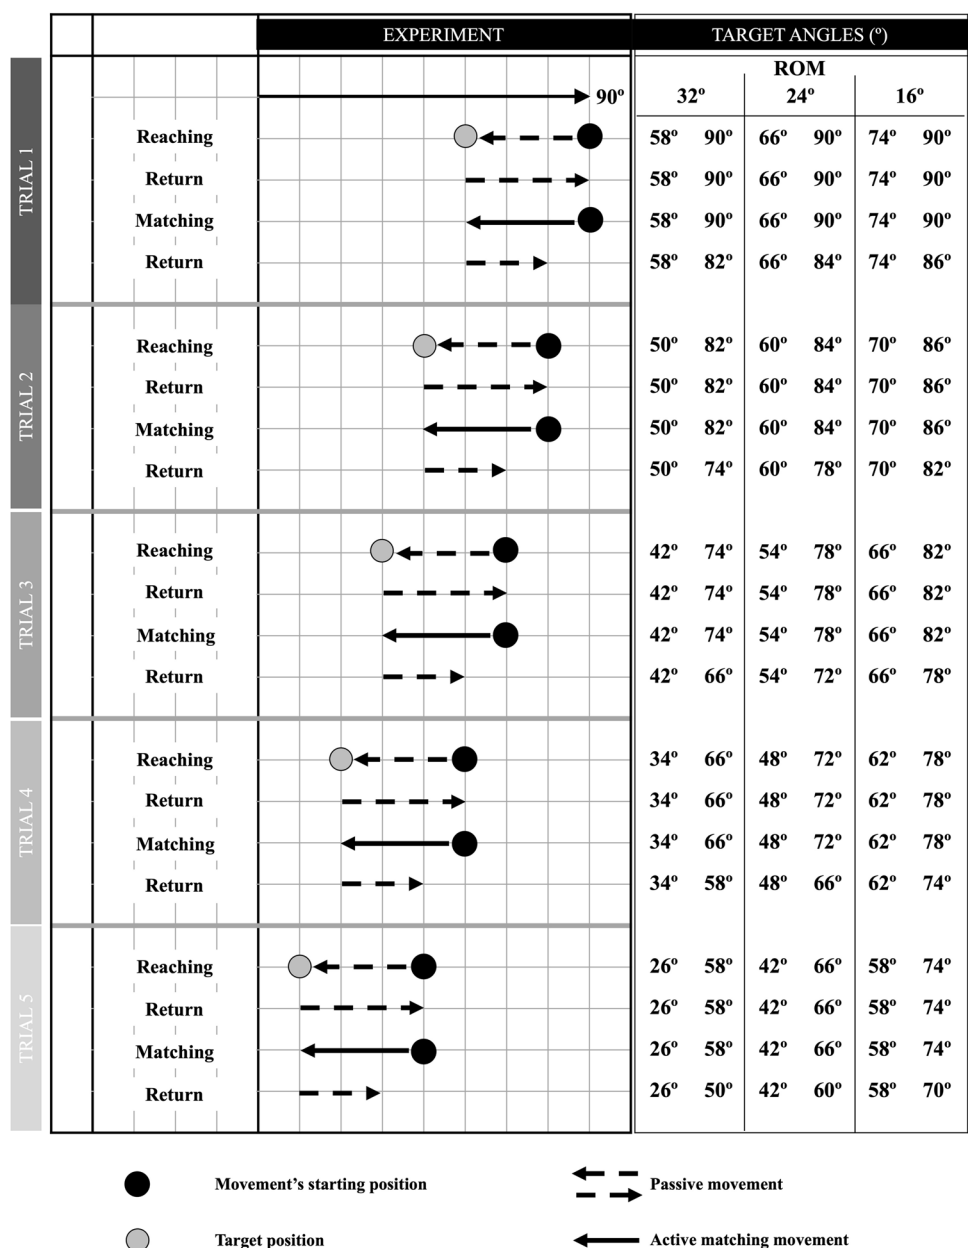 EXPERIMENT TARGET ANGLES (º)
ROM
90º 32º 24º 16º
TRIAL 1
Reaching 58º 90º 66º 90º 74º 90º
Return 58º 90º 66º 90º 74º 90º
Matching 58º 90º 66º 90º 74º 90º
Return 58º 82º 66º 84º 74º 86º
TRIAL 2
Reaching 50º 82º 60º 84º 70º 86º
Return 50º 82º 60º 84º 70º 86º
Matching 50º 82º 60º 84º 70º 86º
Return 50º 74º 60º 78º 70º 82º
TRIAL 3
Reaching 42º 74º 54º 78º 66º 82º
Return 42º 74º 54º 78º 66º 82º
Matching 42º 74º 54º 78º 66º 82º
Return 42º 66º 54º 72º 66º 78º
TRIAL 4
Reaching 34º 66º 48º 72º 62º 78º
Return 34º 66º 48º 72º 62º 78º
Matching 34º 66º 48º 72º 62º 78º
Return 34º 58º 48º 66º 62º 74º
TRIAL 5
Reaching 26º 58º 42º 66º 58º 74º
Return 26º 58º 42º 66º 58º 74º
Matching 26º 58º 42º 66º 58º 74º
Return 26º 50º 42º 60º 58º 70º
Movement's starting position Passive movement
Target position Active matching movement